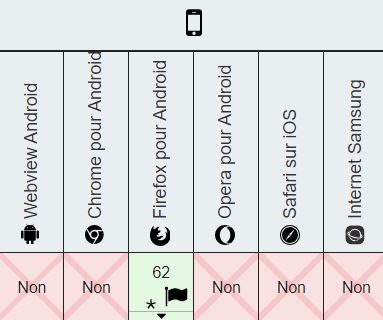 Webview Android
Chrome pour Android
Firefox pour Android
Opera pour Android
Safari sur iOS
Internet Samsung
Non
Non
62
*
Non
Non
Non